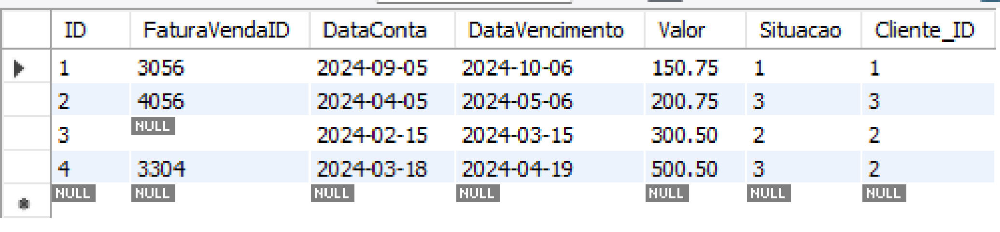 ID FaturaVendaID DataConta DataVencimento Valor Situacao Cliente_ID
1 3056 2024-09-05 2024-10-06 150.75 1 1
2 4056 2024-04-05 2024-05-06 200.75 3 3
3 NULL 2024-02-15 2024-03-15 300.50 2 2
4 3304 2024-03-18 2024-04-19 500.50 3 2
NULL NULL NULL NULL NULL NULL NULL